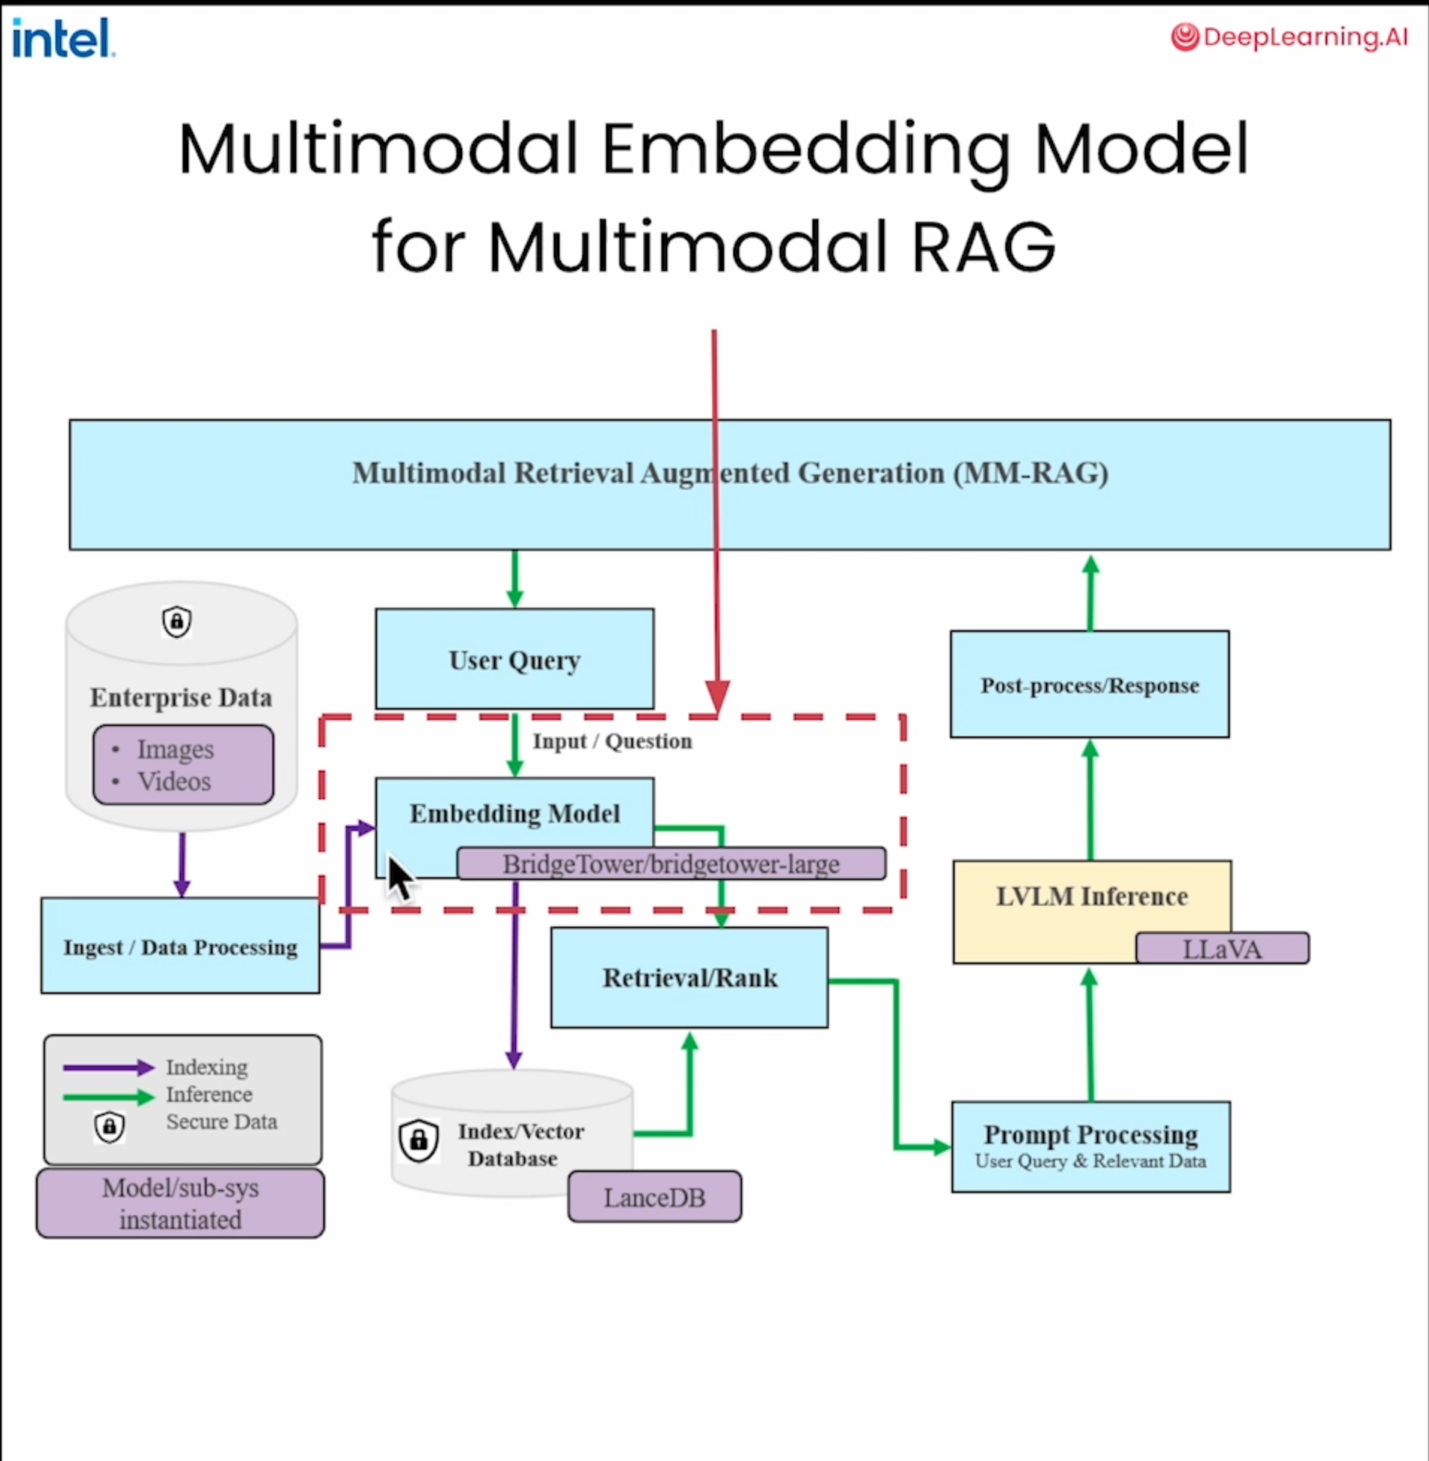 intel.
DeepLearning.AI
Multimodal Embedding Model
for Multimodal RAG
Multimodal Retrieval Augmented Generation (MM-RAG)
Enterprise Data
• Images
• Videos
User Query
Input / Question
Embedding Model
BridgeTower/bridgetower-large
Ingest / Data Processing
Retrieval/Rank
Index/Vector
Database
LanceDB
Post-process/Response
LVLM Inference
LLaVA
Prompt Processing
User Query & Relevant Data
Indexing
Inference
Secure Data
Model/sub-sys
instantiated